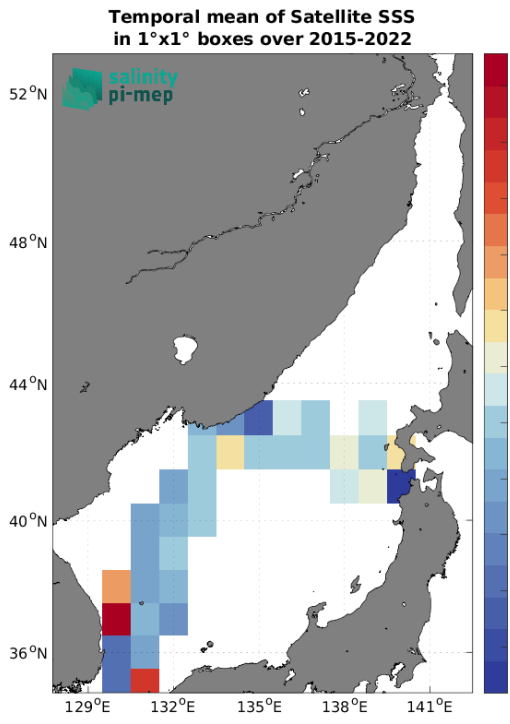 Temporal mean of Satellite SSS
in 1°x1° boxes over 2015-2022
salinity
pi-mep
52°N
48°N
44°N
40°N
36°N
129°E 132°E 135°E 138°E 141°E